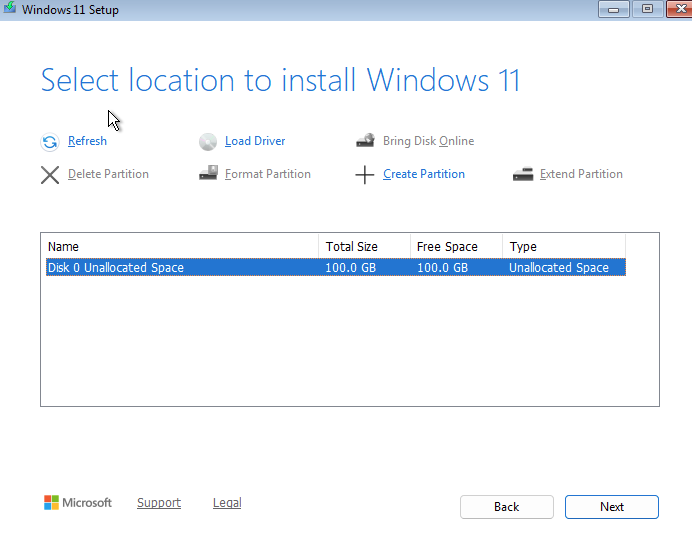 Windows 11 Setup
Select location to install Windows 11
Refresh Load Driver Bring Disk Online
Delete Partition Format Partition Create Partition Extend Partition
Name Total Size Free Space Type
Disk 0 Unallocated Space 100.0 GB 100.0 GB Unallocated Space
Microsoft Support Legal Back Next